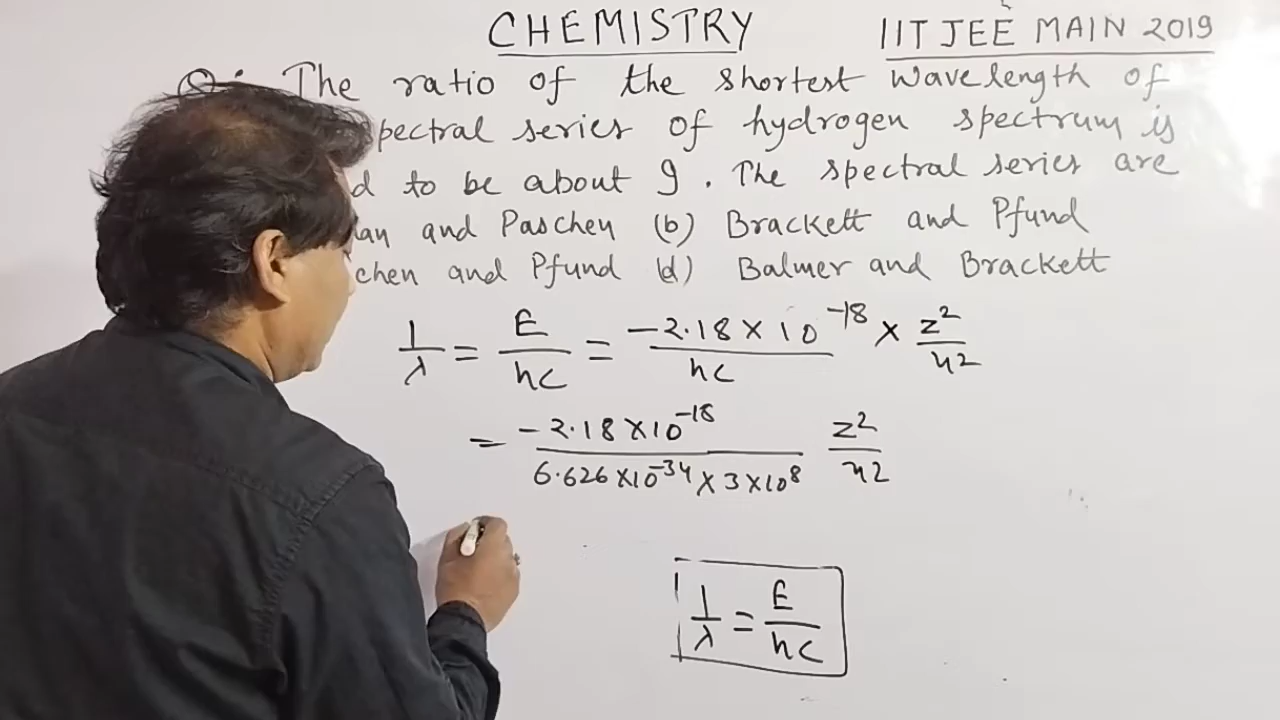 CHEMISTRY IIT JEE MAIN 2019
Q. The ratio of the shortest wavelength of
pectral series of hydrogen spectrum is
d to be about 9. The spectral series are
an and Paschen (b) Brackett and Pfund
chen and Pfund (d) Balmer and Brackett
1/λ = E/hc = -2.18 × 10^-18/hc × z²/n²
= -2.18 × 10^-18/6.626 × 10^-34 × 3 × 10^8 z²/n²
1/λ = E/hc